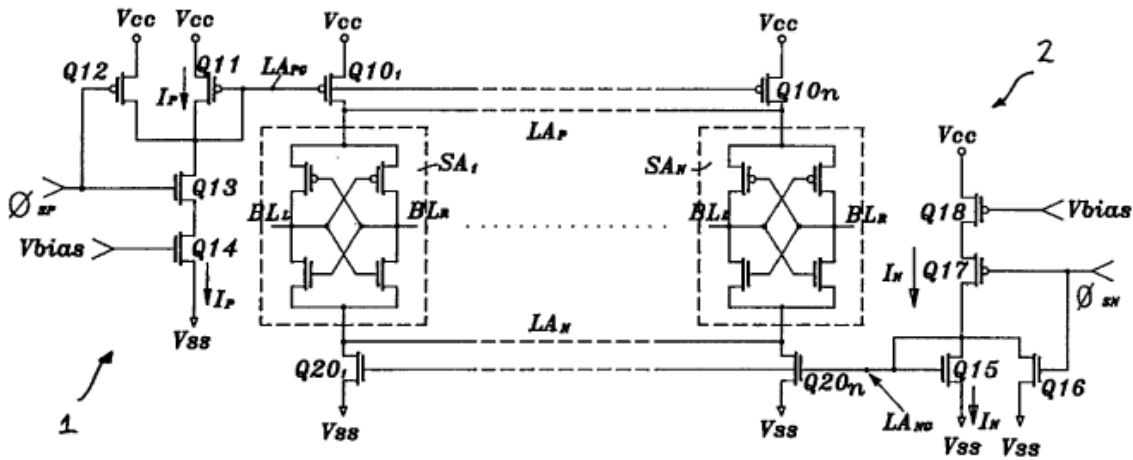 Vcc Vcc Vcc Vcc 2
Q12 Q11 LAPG Q10₁ Q10n
IP
LAP Vcc
SA₁ SAN
ØSP Q13 BLL BLR BLL BLR Q18 Vbias
Vbias Q14 IN Q17
IP ØSN
Vss LAN
Q20₁ Q20n Q15 Q16
1 Vss Vss LANG Vss IN Vss